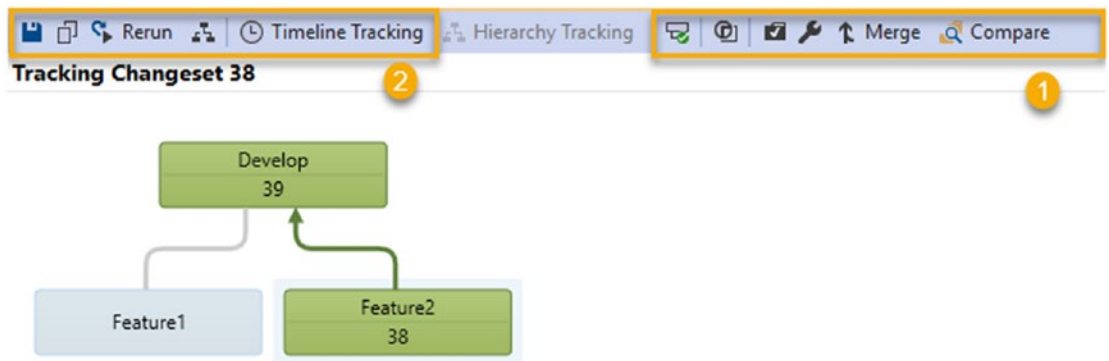 Rerun Timeline Tracking Hierarchy Tracking Merge Compare
Tracking Changeset 38
2
1
Develop
39
Feature1
Feature2
38